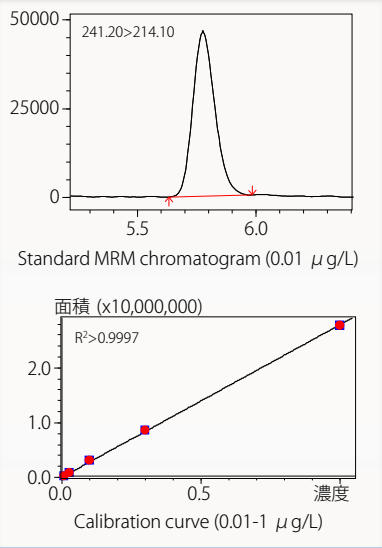 50000
241.20>214.10
25000
0
5.5 6.0
Standard MRM chromatogram (0.01 μg/L)
面積 (x10,000,000)
R²>0.9997
2.0
1.0
0.0
0.0 0.5 濃度
Calibration curve (0.01-1 μg/L)